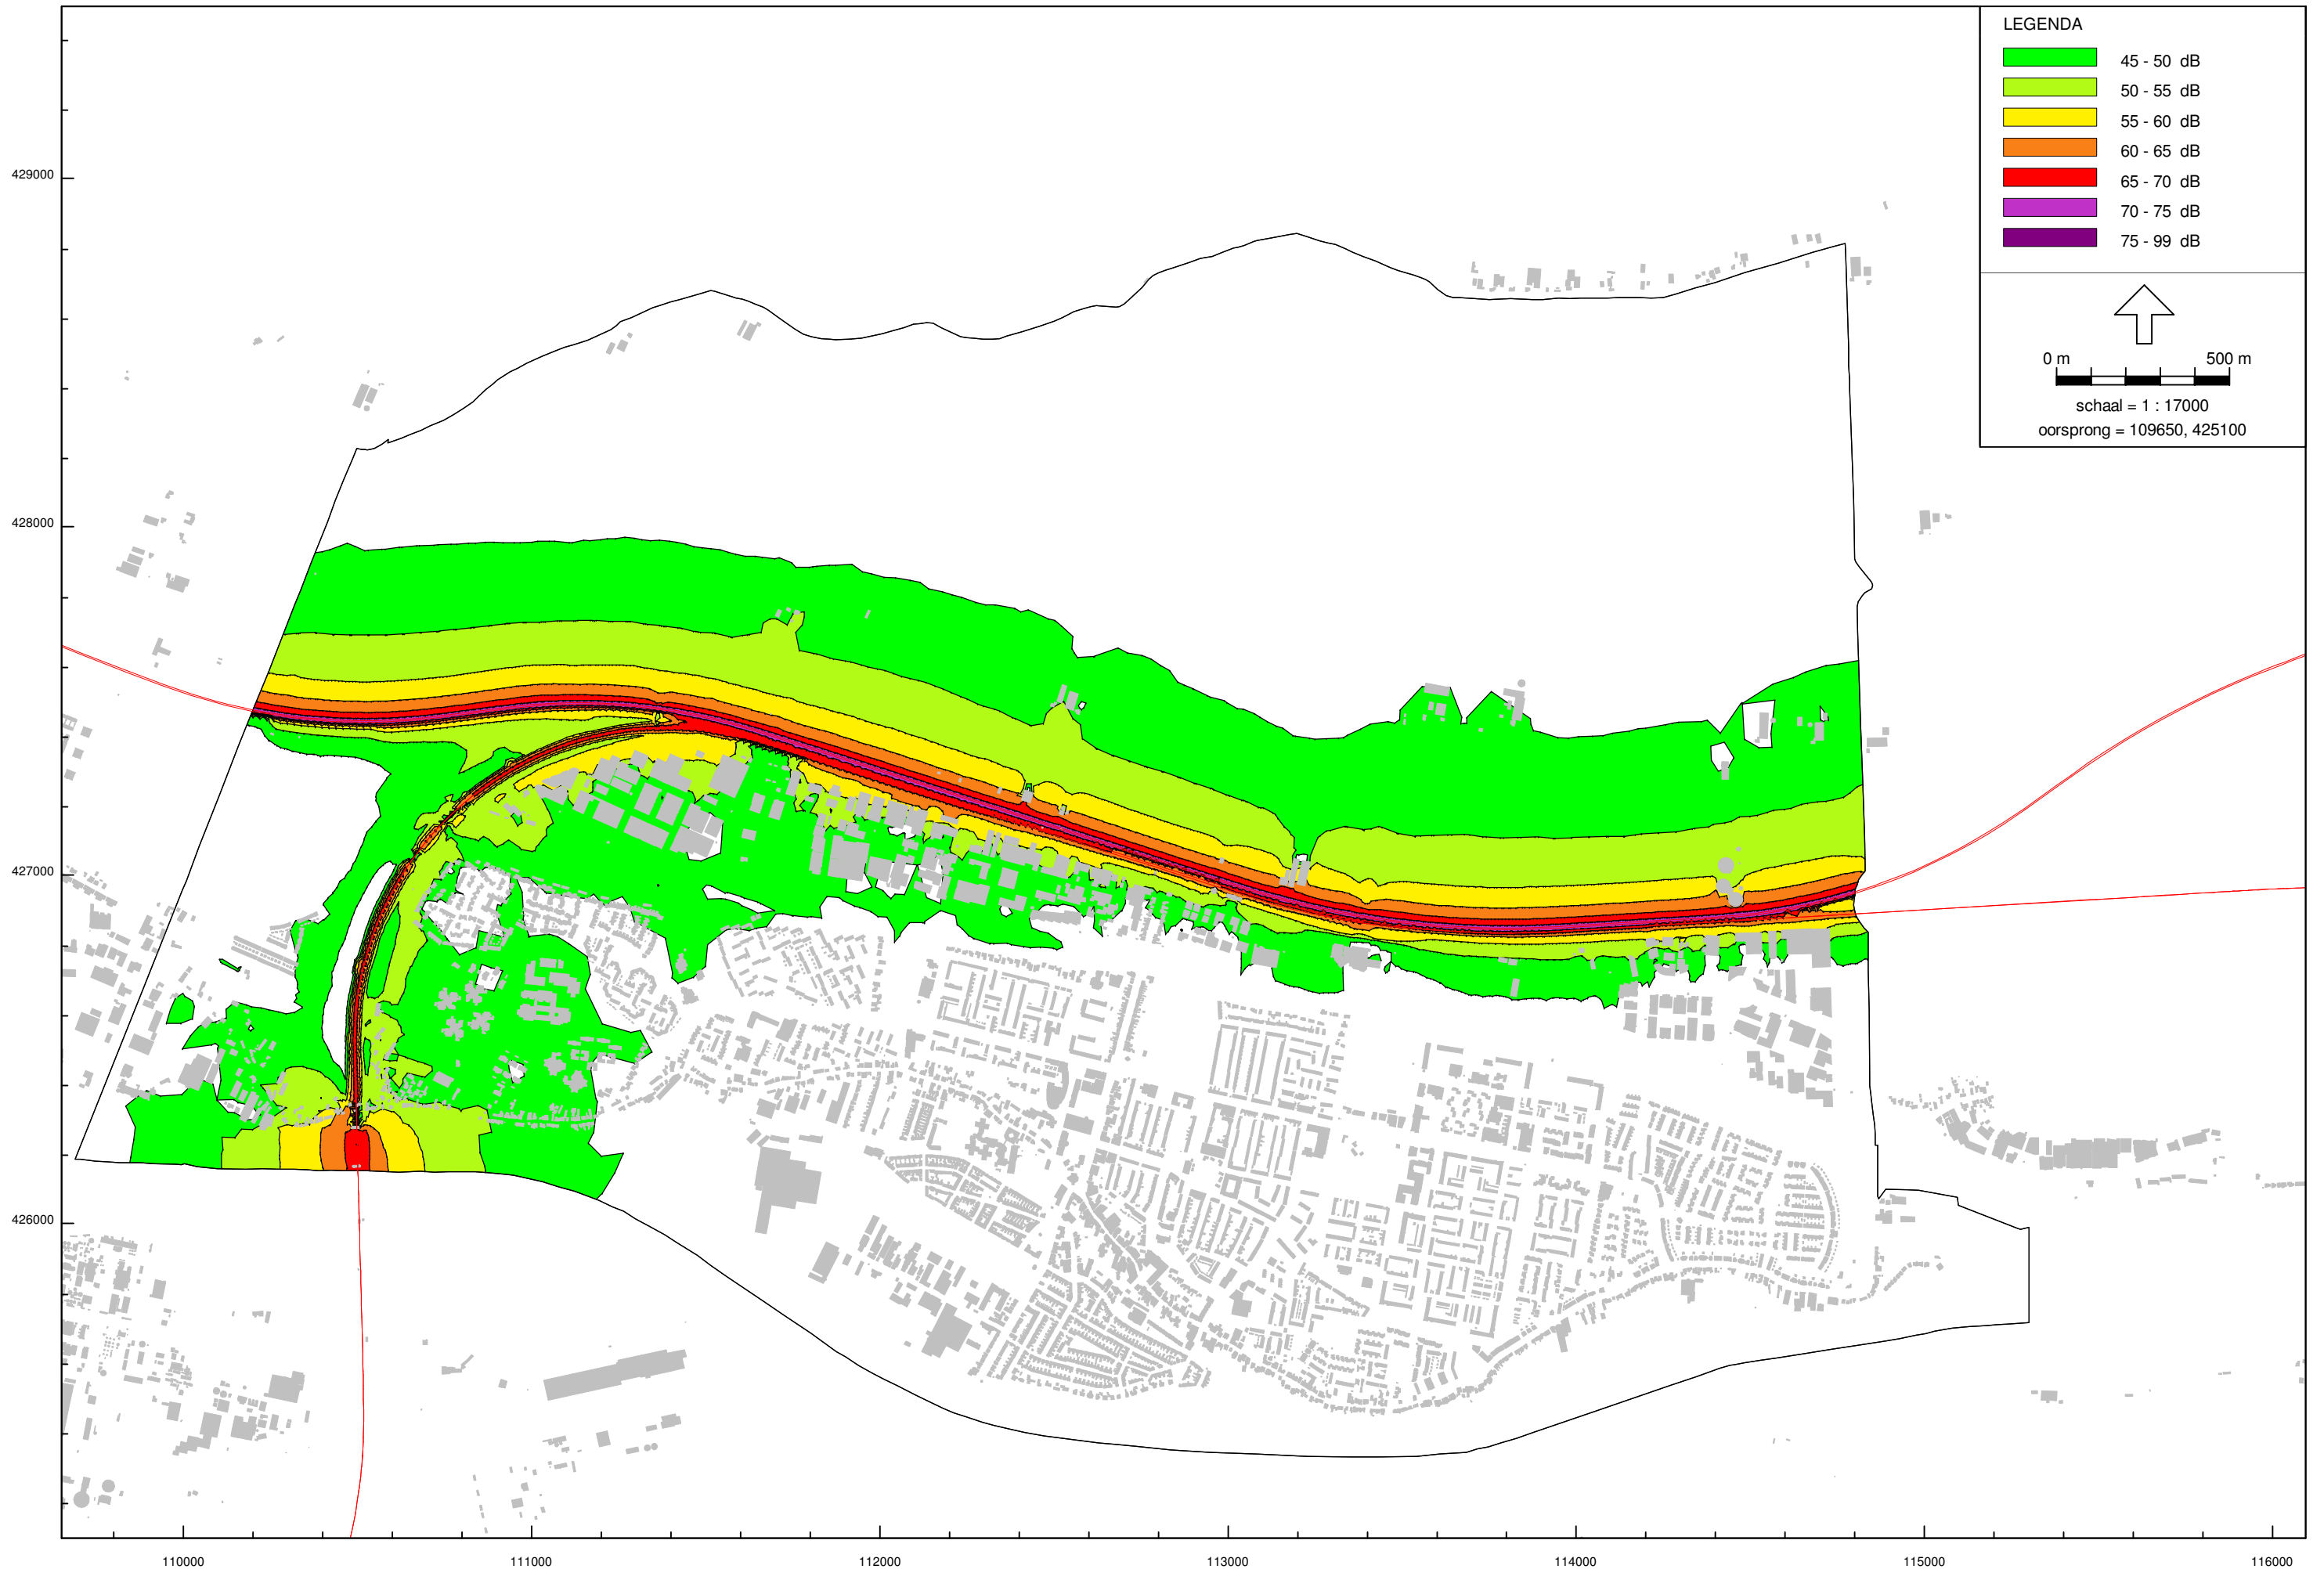 LEGENDA
45 - 50 dB
50 - 55 dB
55 - 60 dB
60 - 65 dB
65 - 70 dB
70 - 75 dB
75 - 99 dB
0 m 500 m
schaal = 1 : 17000
oorsprong = 109650, 425100
429000
428000
427000
426000
110000 111000 112000 113000 114000 115000 116000